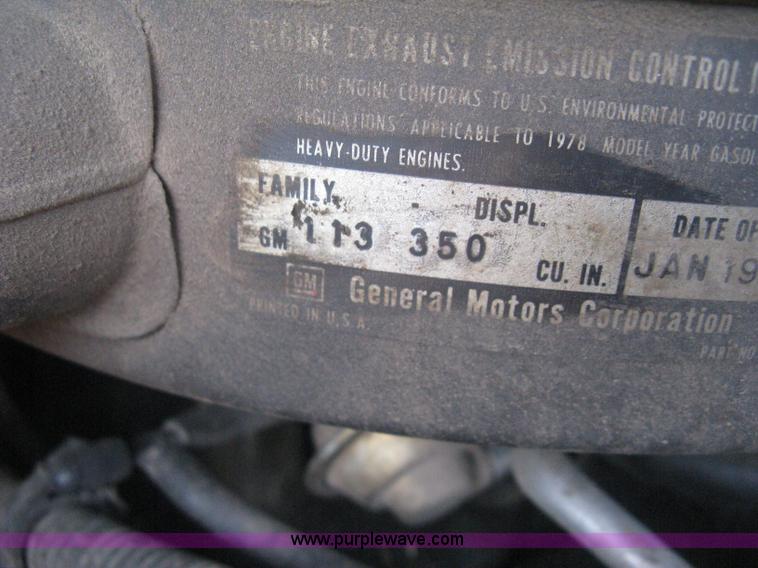 ENGINE EXHAUST EMISSION CONTROL
THIS ENGINE CONFORMS TO U.S. ENVIRONMENTAL PROTECT
REGULATIONS APPLICABLE TO 1978 MODEL YEAR GASOL
HEAVY-DUTY ENGINES.
FAMILY DISPL. DATE OF
GM 113 350 CU. IN. JAN 19
GM General Motors Corporation
PRINTED IN U.S.A. PART NO
www.purplewave.com